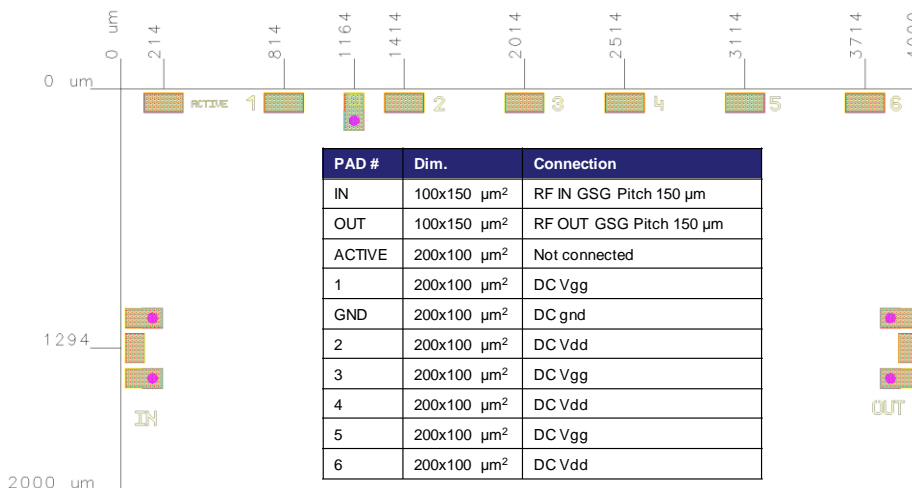 0 um
214
814
1164
1414
2014
2514
3114
3714
4000
0 um
ACTIVE 1 2 3 4 5 6
PAD # Dim. Connection
IN 100x150 µm² RF IN GSG Pitch 150 µm
OUT 100x150 µm² RF OUT GSG Pitch 150 µm
ACTIVE 200x100 µm² Not connected
1 200x100 µm² DC Vgg
GND 200x100 µm² DC gnd
2 200x100 µm² DC Vdd
3 200x100 µm² DC Vgg
4 200x100 µm² DC Vdd
5 200x100 µm² DC Vgg
6 200x100 µm² DC Vdd
1294
IN
OUT
2000 um